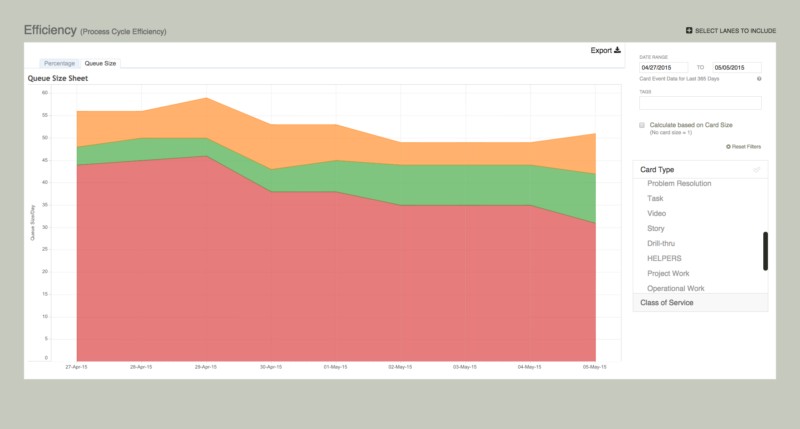 Efficiency (Process Cycle Efficiency)
SELECT LANES TO INCLUDE
Export
Percentage
Queue Size
Queue Size Sheet
60
55
50
45
40
35
30
25
20
15
10
5
0
Queue Size/Day
27-Apr-15
28-Apr-15
29-Apr-15
30-Apr-15
01-May-15
02-May-15
03-May-15
04-May-15
05-May-15
DATE RANGE
04/27/2015 TO 05/05/2015
Card Event Data for Last 365 Days
TAGS
Calculate based on Card Size
(No card size = 1)
Reset Filters
Card Type
Problem Resolution
Task
Video
Story
Drill-thru
HELPERS
Project Work
Operational Work
Class of Service